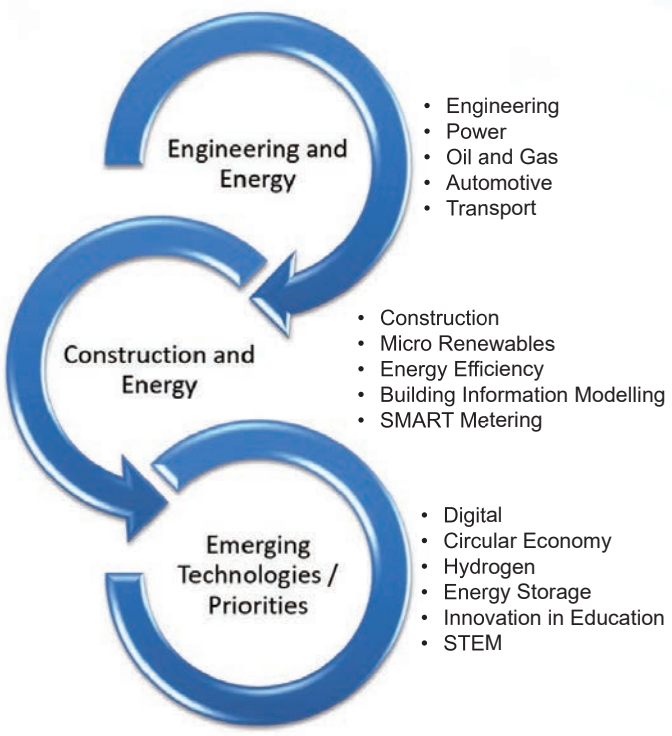 Engineering and
Energy
• Engineering
• Power
• Oil and Gas
• Automotive
• Transport
Construction and
Energy
• Construction
• Micro Renewables
• Energy Efficiency
• Building Information Modelling
• SMART Metering
Emerging
Technologies /
Priorities
• Digital
• Circular Economy
• Hydrogen
• Energy Storage
• Innovation in Education
• STEM